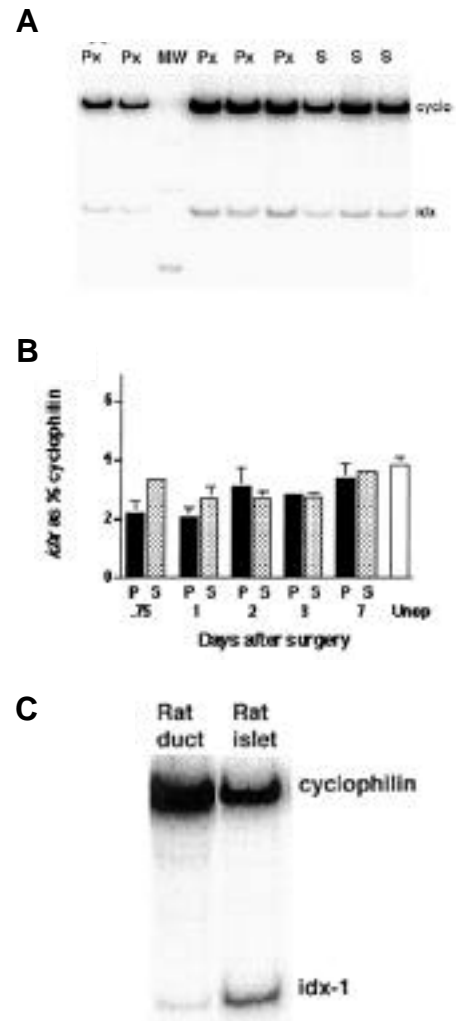 A
Px Px MW Px Px Px S S S
cyclo
idx
B
idx as % cyclophilin
6
4
2
0
P S P S P S P S P S
.75 1 2 3 7 Unop
Days after surgery
C
Rat duct
Rat islet
cyclophilin
idx-1